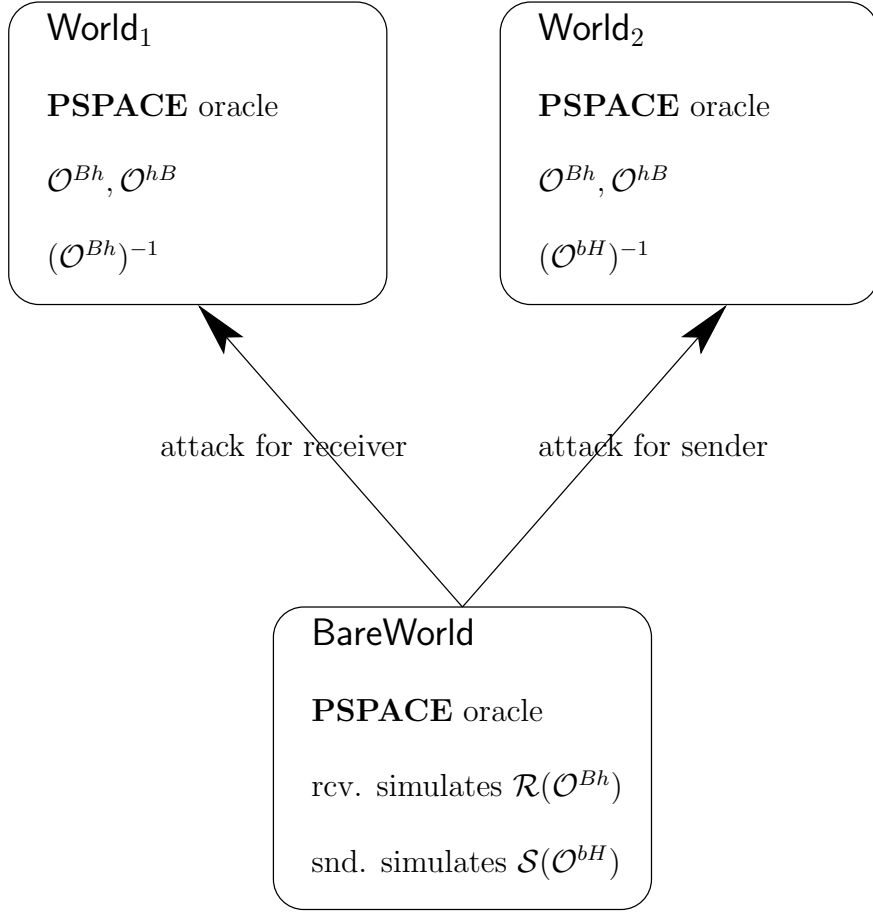 World₁
PSPACE oracle
𝒪^{Bh}, 𝒪^{hB}
(𝒪^{Bh})^{−1}
World₂
PSPACE oracle
𝒪^{Bh}, 𝒪^{hB}
(𝒪^{bH})^{−1}
attack for receiver
attack for sender
BareWorld
PSPACE oracle
rcv. simulates ℛ(𝒪^{Bh})
snd. simulates 𝒮(𝒪^{bH})